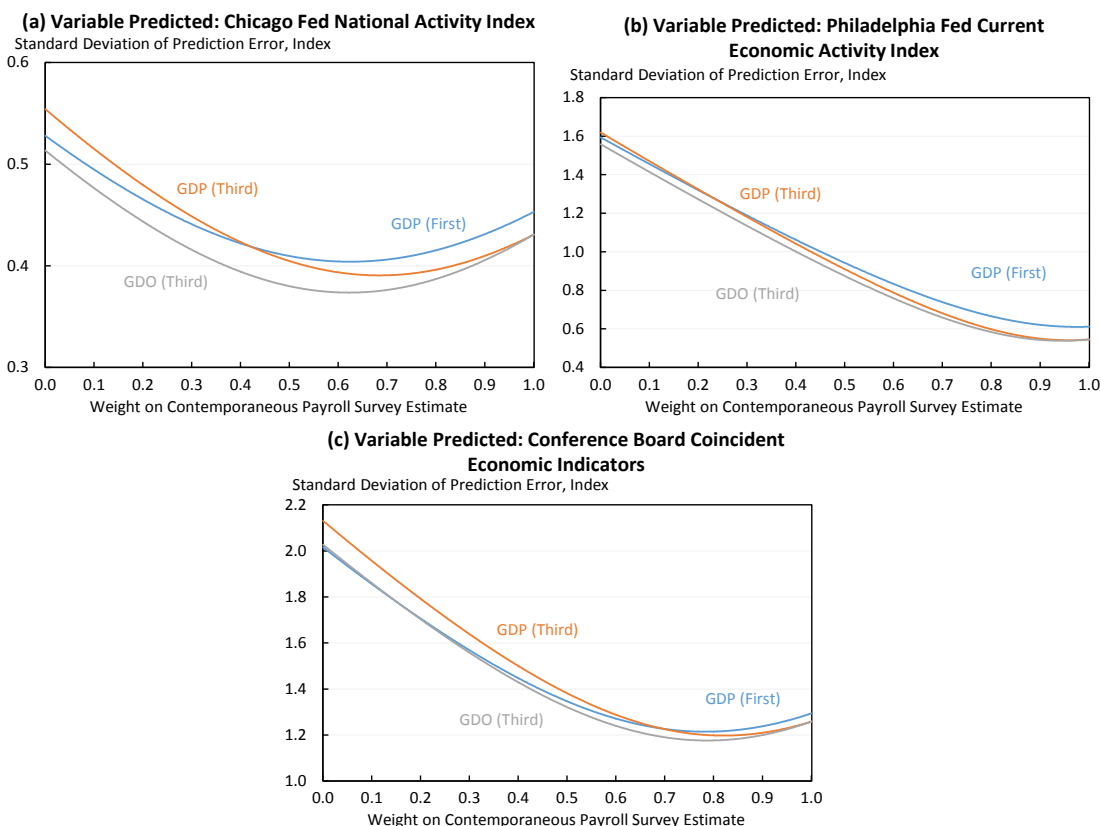 (a) Variable Predicted: Chicago Fed National Activity Index
Standard Deviation of Prediction Error, Index
0.6
0.5
0.4
0.3
GDP (Third)
GDP (First)
GDO (Third)
0.0 0.1 0.2 0.3 0.4 0.5 0.6 0.7 0.8 0.9 1.0
Weight on Contemporaneous Payroll Survey Estimate
(b) Variable Predicted: Philadelphia Fed Current
Economic Activity Index
Standard Deviation of Prediction Error, Index
1.8
1.6
1.4
1.2
1.0
0.8
0.6
0.4
GDP (Third)
GDP (First)
GDO (Third)
0.0 0.1 0.2 0.3 0.4 0.5 0.6 0.7 0.8 0.9 1.0
Weight on Contemporaneous Payroll Survey Estimate
(c) Variable Predicted: Conference Board Coincident
Economic Indicators
Standard Deviation of Prediction Error, Index
2.2
2.0
1.8
1.6
1.4
1.2
1.0
GDP (Third)
GDP (First)
GDO (Third)
0.0 0.1 0.2 0.3 0.4 0.5 0.6 0.7 0.8 0.9 1.0
Weight on Contemporaneous Payroll Survey Estimate